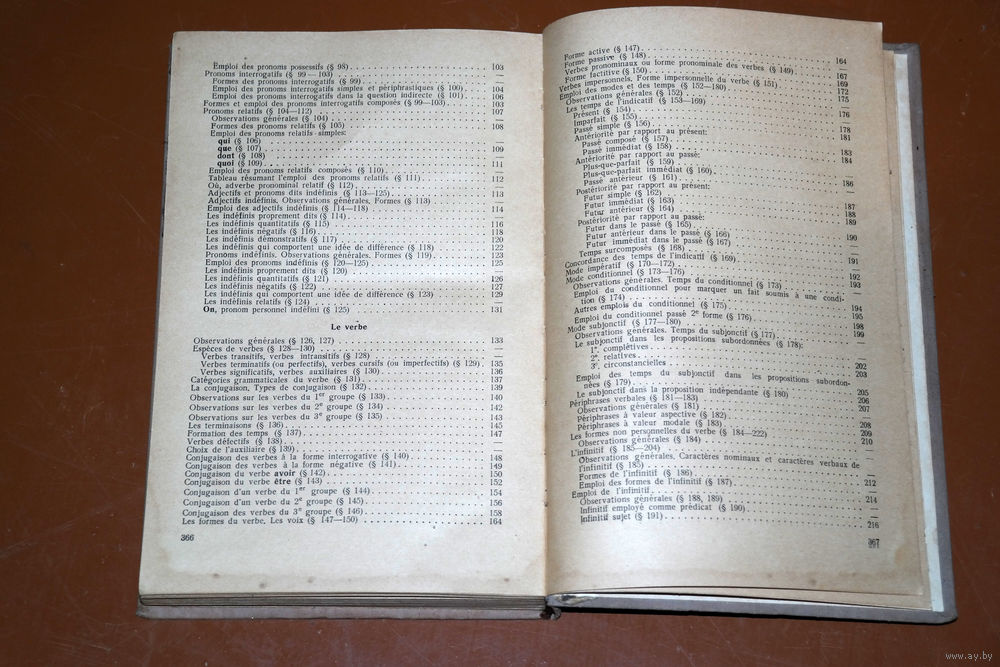 Emploi des pronoms possessifs (§ 98) . . . 103
Pronoms interrogatifs (§ 99—103) . . . —
Formes des pronoms interrogatifs (§ 99) . . . —
Emploi des pronoms interrogatifs simples et périphrastiques (§ 100) . . . 104
Emploi des pronoms interrogatifs dans la question indirecte (§ 101) . . . 106
Formes et emploi des pronoms interrogatifs composés (§ 99—103) . . . 103
Pronoms relatifs (§ 104—112) . . . 107
Observations générales (§ 104) . . . —
Formes des pronoms relatifs (§ 105) . . . 108
Emploi des pronoms relatifs simples:
qui (§ 106) . . . —
que (§ 107) . . . 109
dont (§ 108) . . . —
quoi (§ 109) . . . 111
Emploi des pronoms relatifs composés (§ 110) . . . —
Tableau résumant l'emploi des pronoms relatifs (§ 111) . . . 112
Où, adverbe pronominal relatif (§ 112) . . . —
Adjectifs et pronoms dits indéfinis (§ 113—125) . . . 113
Adjectifs indéfinis. Observations générales. Formes (§ 113) . . . —
Emploi des adjectifs indéfinis (§ 114—118) . . . 114
Les indéfinis proprement dits (§ 114) . . . —
Les indéfinis quantitatifs (§ 115) . . . 116
Les indéfinis négatifs (§ 116) . . . 118
Les indéfinis démonstratifs (§ 117) . . . 120
Les indéfinis qui comportent une idée de différence (§ 118) . . . 122
Pronoms indéfinis. Observations générales. Formes (§ 119) . . . 123
Emploi des pronoms indéfinis (§ 120—125) . . . 125
Les indéfinis proprement dits (§ 120) . . . —
Les indéfinis quantitatifs (§ 121) . . . 126
Les indéfinis négatifs (§ 122) . . . 127
Les indéfinis qui comportent une idée de différence (§ 123) . . . 129
Les indéfinis relatifs (§ 124) . . . —
On, pronom personnel indéfini (§ 125) . . . 131
Le verbe
Observations générales (§ 126, 127) . . . 133
Espèces de verbes (§ 128—130) . . . —
Verbes transitifs, verbes intransitifs (§ 128) . . . —
Verbes terminatifs (ou perfectifs), verbes cursifs (ou imperfectifs) (§ 129) . 135
Verbes significatifs, verbes auxiliaires (§ 130) . . . 136
Catégories grammaticales du verbe (§ 131) . . . 137
La conjugaison. Types de conjugaison (§ 132) . . . 139
Observations sur les verbes du 1er groupe (§ 133) . . . 140
Observations sur les verbes du 2e groupe (§ 134) . . . 142
Observations sur les verbes du 3e groupe (§ 135) . . . 143
Les terminaisons (§ 136) . . . 145
Formation des temps (§ 137) . . . 147
Verbes défectifs (§ 138) . . . —
Choix de l'auxiliaire (§ 139) . . . —
Conjugaison des verbes à la forme interrogative (§ 140) . . . 148
Conjugaison des verbes à la forme négative (§ 141) . . . 149
Conjugaison du verbe avoir (§ 142) . . . 150
Conjugaison du verbe être (§ 143) . . . 152
Conjugaison d'un verbe du 1er groupe (§ 144) . . . 154
Conjugaison d'un verbe du 2e groupe (§ 145) . . . 156
Conjugaison des verbes du 3e groupe (§ 146) . . . 158
Les formes du verbe. Les voix (§ 147—150) . . . 164
366
Forme active (§ 147) . . . 164
Forme passive (§ 148) . . . —
Verbes pronominaux ou forme pronominale des verbes (§ 149) . . . 167
Forme factitive (§ 150) . . . 169
Verbes impersonnels. Forme impersonnelle du verbe (§ 151) . . . 172
Emploi des modes et des temps (§ 152—180) . . . 175
Observations générales (§ 152) . . . —
Les temps de l'indicatif (§ 153—169) . . . 176
Présent (§ 154) . . . —
Imparfait (§ 155) . . . 178
Passé simple (§ 156) . . . 181
Antériorité par rapport au présent:
Passé composé (§ 157) . . . 183
Passé immédiat (§ 158) . . . 184
Antériorité par rapport au passé:
Plus-que-parfait (§ 159) . . . —
Plus-que-parfait immédiat (§ 160) . . . 186
Passé antérieur (§ 161) . . . —
Postériorité par rapport au présent:
Futur simple (§ 162) . . . 187
Futur immédiat (§ 163) . . . 188
Futur antérieur (§ 164) . . . 189
Postériorité par rapport au passé:
Futur dans le passé (§ 165) . . . 190
Futur antérieur dans le passé (§ 166) . . . —
Futur immédiat dans le passé (§ 167) . . . —
Temps surcomposés (§ 168) . . . —
Concordance des temps de l'indicatif (§ 169) . . . 191
Mode impératif (§ 170—172) . . . 192
Mode conditionnel (§ 173—176) . . . 193
Observations générales. Temps du conditionnel (§ 173) . . . —
Emploi du conditionnel pour marquer un fait soumis à une condi-
tion (§ 174) . . . 194
Autres emplois du conditionnel (§ 175) . . . 195
Emploi du conditionnel passé 2e forme (§ 176) . . . 198
Mode subjonctif (§ 177—180) . . . 199
Observations générales. Temps du subjonctif (§ 177) . . . —
Le subjonctif dans les propositions subordonnées (§ 178):
1°. complétives . . . —
2°. relatives . . . 202
3°. circonstancielles . . . 203
Emploi des temps du subjonctif dans les propositions subordon-
nées (§ 179) . . . 205
Le subjonctif dans la proposition indépendante (§ 180) . . . 206
Périphrases verbales (§ 181—183) . . . 207
Observations générales (§ 181) . . . —
Périphrases à valeur aspective (§ 182) . . . 208
Périphrases à valeur modale (§ 183) . . . 209
Les formes non personnelles du verbe (§ 184—222) . . . 210
Observations générales (§ 184) . . . —
L'infinitif (§ 185—204) . . . —
Observations générales. Caractères nominaux et caractères verbaux de
l'infinitif (§ 185) . . . —
Formes de l'infinitif (§ 186) . . . 212
Emploi des formes de l'infinitif (§ 187) . . . —
Emploi de l'infinitif . . . 214
Observations générales (§ 188, 189) . . . —
Infinitif employé comme prédicat (§ 190) . . . —
Infinitif sujet (§ 191) . . . 216
367
www.ay.by